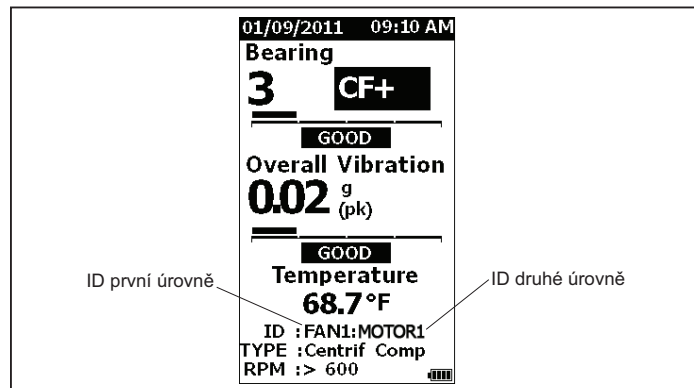 01/09/2011 09:10 AM
Bearing
3 CF+
GOOD
Overall Vibration
0.02 g
(pk)
GOOD
Temperature
68.7 °F
ID první úrovně
ID druhé úrovně
ID :FAN1:MOTOR1
TYPE :Centrif Comp
RPM :> 600